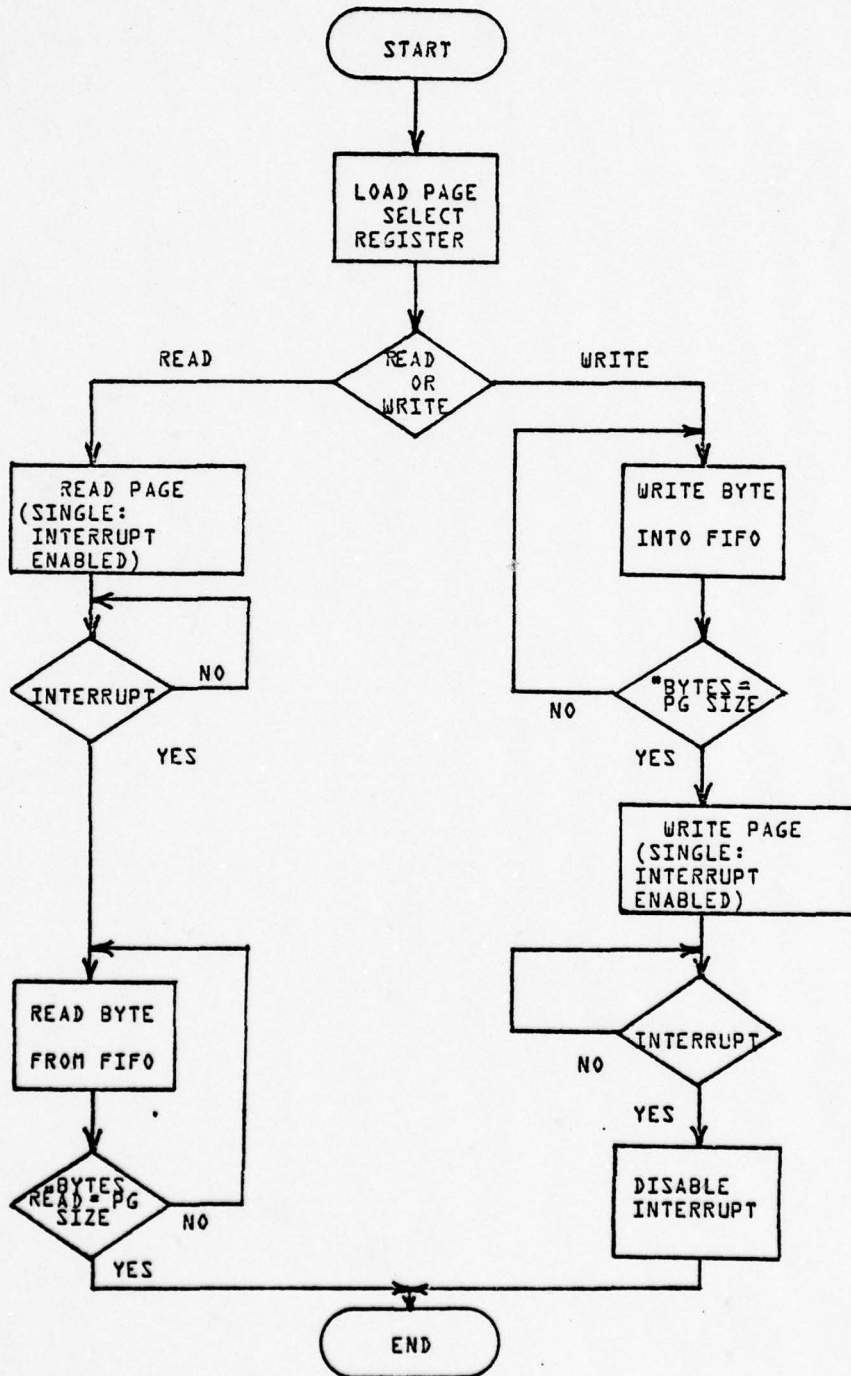 START
LOAD PAGE
SELECT
REGISTER
READ
READ
OR
WRITE
WRITE
READ PAGE
(SINGLE:
INTERRUPT
ENABLED)
INTERRUPT
NO
YES
READ BYTE
FROM FIFO
"BYTES
READ = PG
SIZE
NO
YES
WRITE BYTE
INTO FIFO
"BYTES =
PG SIZE
NO
YES
WRITE PAGE
(SINGLE:
INTERRUPT
ENABLED)
INTERRUPT
NO
YES
DISABLE
INTERRUPT
END